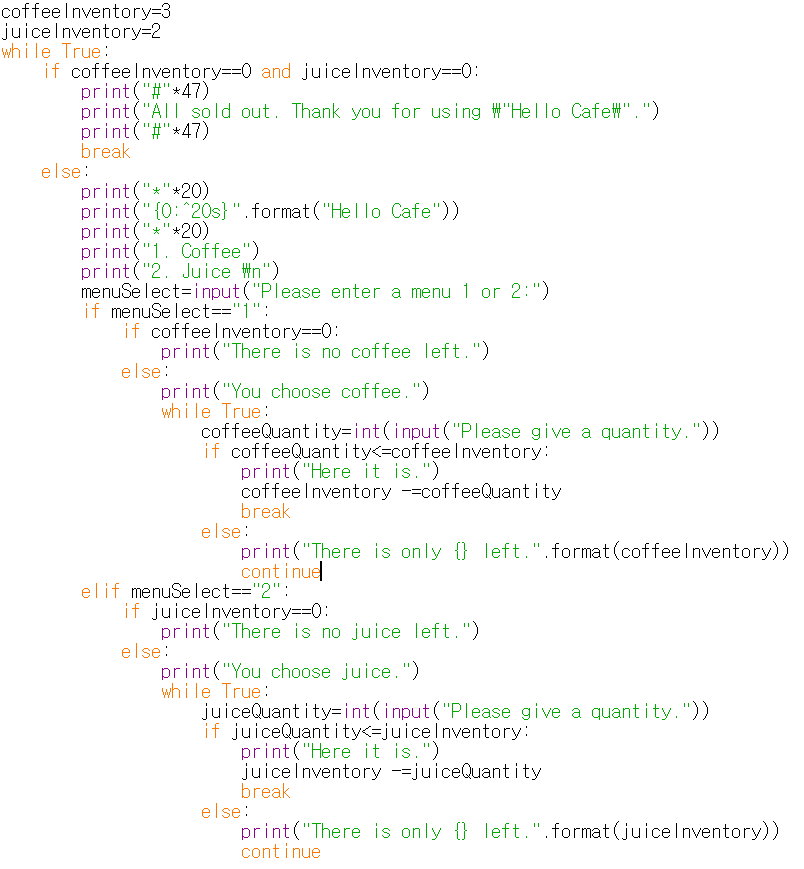 coffeeInventory=3
juiceInventory=2
while True:
    if coffeeInventory==0 and juiceInventory==0:
        print("#"*47)
        print("All sold out. Thank you for using ₩"Hello Cafe₩".")
        print("#"*47)
        break
    else:
        print("*"*20)
        print("{0:^20s}".format("Hello Cafe"))
        print("*"*20)
        print("1. Coffee")
        print("2. Juice ₩n")
        menuSelect=input("Please enter a menu 1 or 2:")
        if menuSelect=="1":
            if coffeeInventory==0:
                print("There is no coffee left.")
            else:
                print("You choose coffee.")
                while True:
                    coffeeQuantity=int(input("Please give a quantity."))
                    if coffeeQuantity<=coffeeInventory:
                        print("Here it is.")
                        coffeeInventory -=coffeeQuantity
                        break
                    else:
                        print("There is only {} left.".format(coffeeInventory))
                        continue
        elif menuSelect=="2":
            if juiceInventory==0:
                print("There is no juice left.")
            else:
                print("You choose juice.")
                while True:
                    juiceQuantity=int(input("Please give a quantity."))
                    if juiceQuantity<=juiceInventory:
                        print("Here it is.")
                        juiceInventory -=juiceQuantity
                        break
                    else:
                        print("There is only {} left.".format(juiceInventory))
                        continue